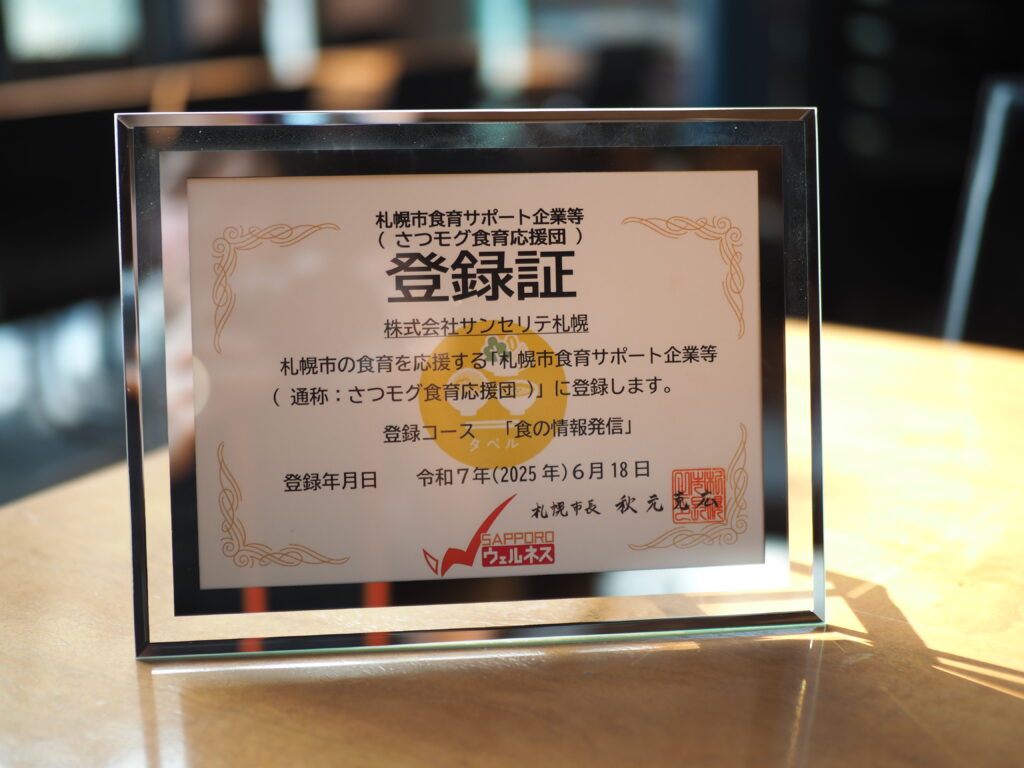 札幌市食育サポート企業等
( さつモグ食育応援団 )
登録証
株式会社サンセリテ札幌
札幌市の食育を応援する「札幌市食育サポート企業等
( 通称:さつモグ食育応援団 )」に登録します。
タベル
登録コース 「食の情報発信」
登録年月日 令和7年(2025年)6月18日
札幌市長 秋元克広
SAPPORO
ウェルネス